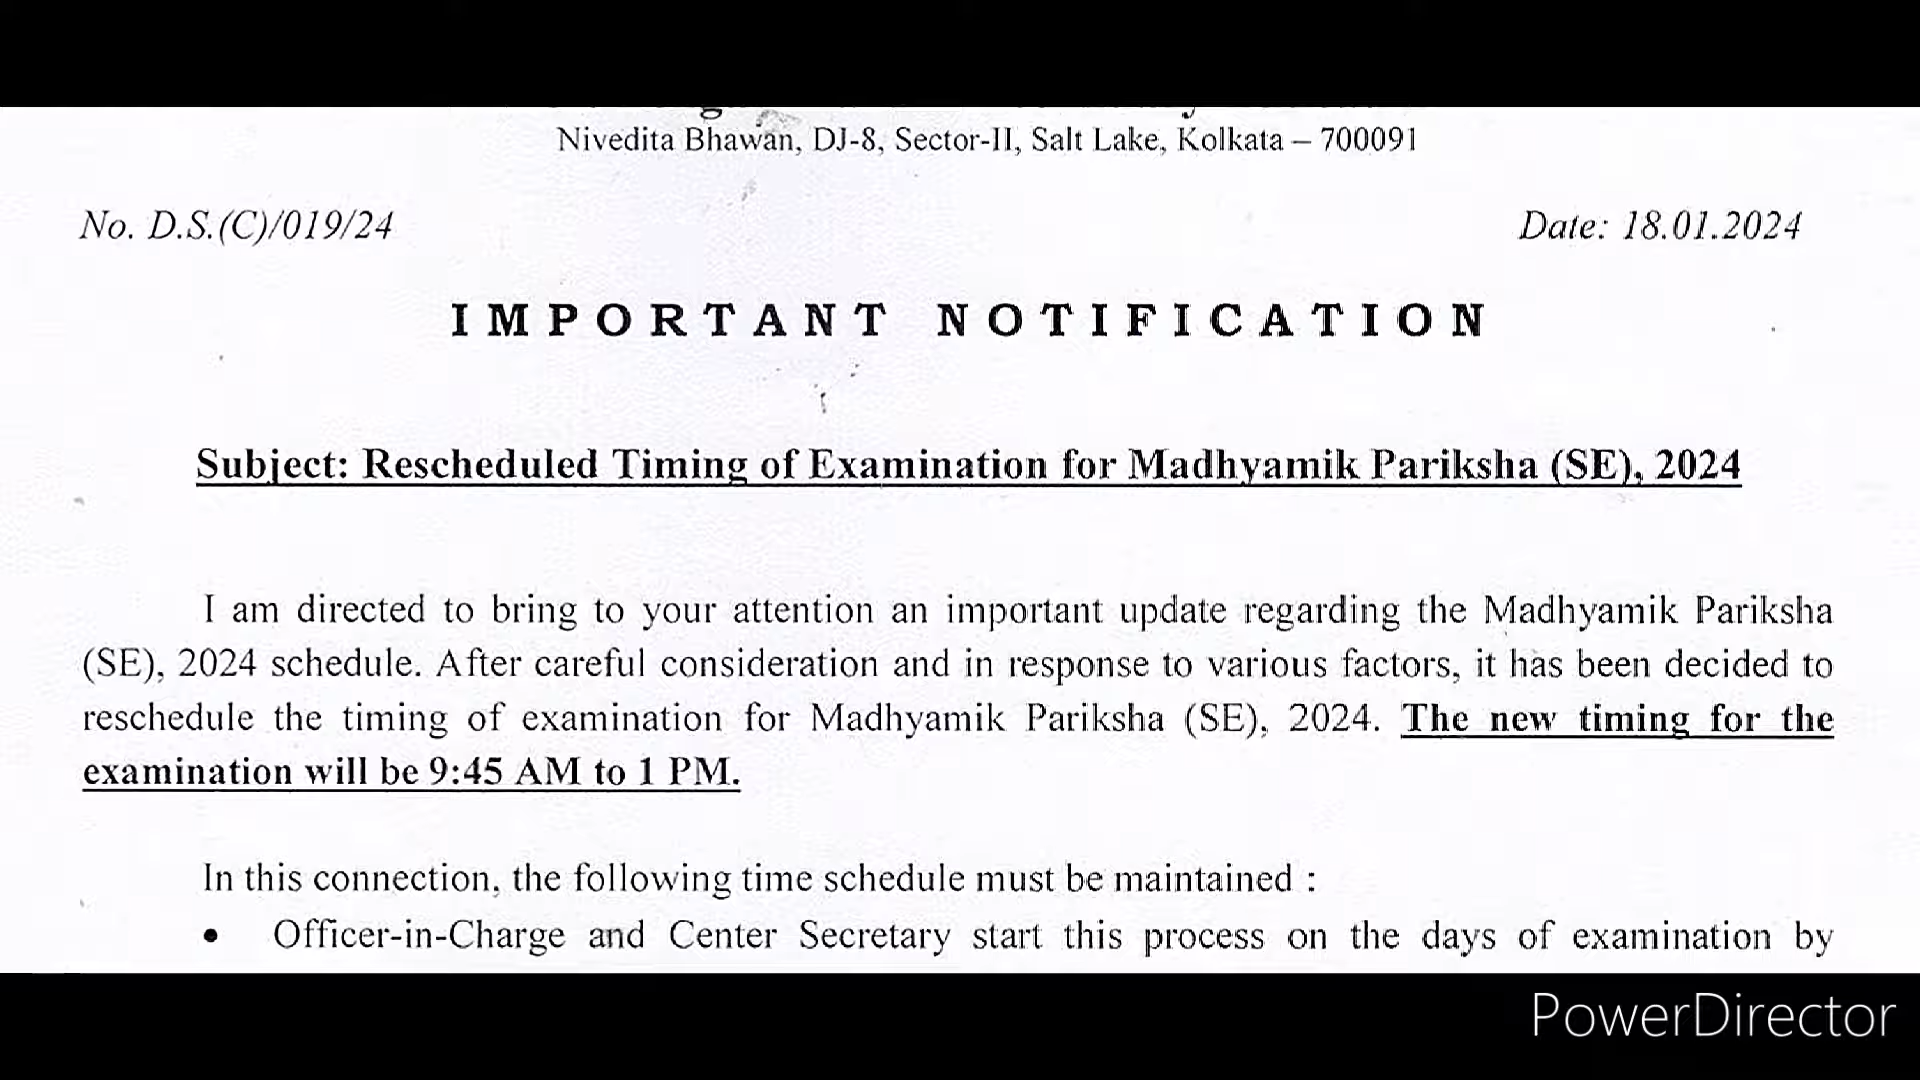 Nivedita Bhawan, DJ-8, Sector-II, Salt Lake, Kolkata – 700091
No. D.S.(C)/019/24
Date: 18.01.2024
IMPORTANT NOTIFICATION
Subject: Rescheduled Timing of Examination for Madhyamik Pariksha (SE), 2024
I am directed to bring to your attention an important update regarding the Madhyamik Pariksha
(SE), 2024 schedule. After careful consideration and in response to various factors, it has been decided to
reschedule the timing of examination for Madhyamik Pariksha (SE), 2024. The new timing for the
examination will be 9:45 AM to 1 PM.
In this connection, the following time schedule must be maintained :
• Officer-in-Charge and Center Secretary start this process on the days of examination by
PowerDirector